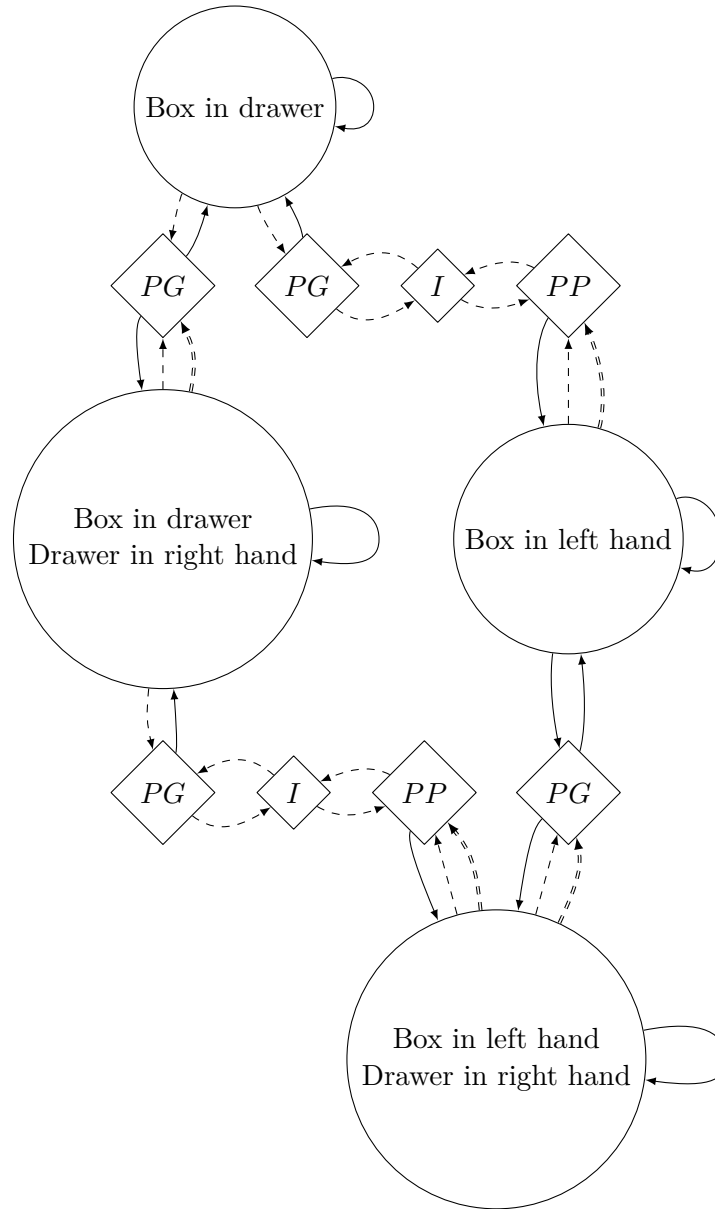 Box in drawer
PG
PG
I
PP
Box in drawer
Drawer in right hand
Box in left hand
PG
I
PP
PG
Box in left hand
Drawer in right hand